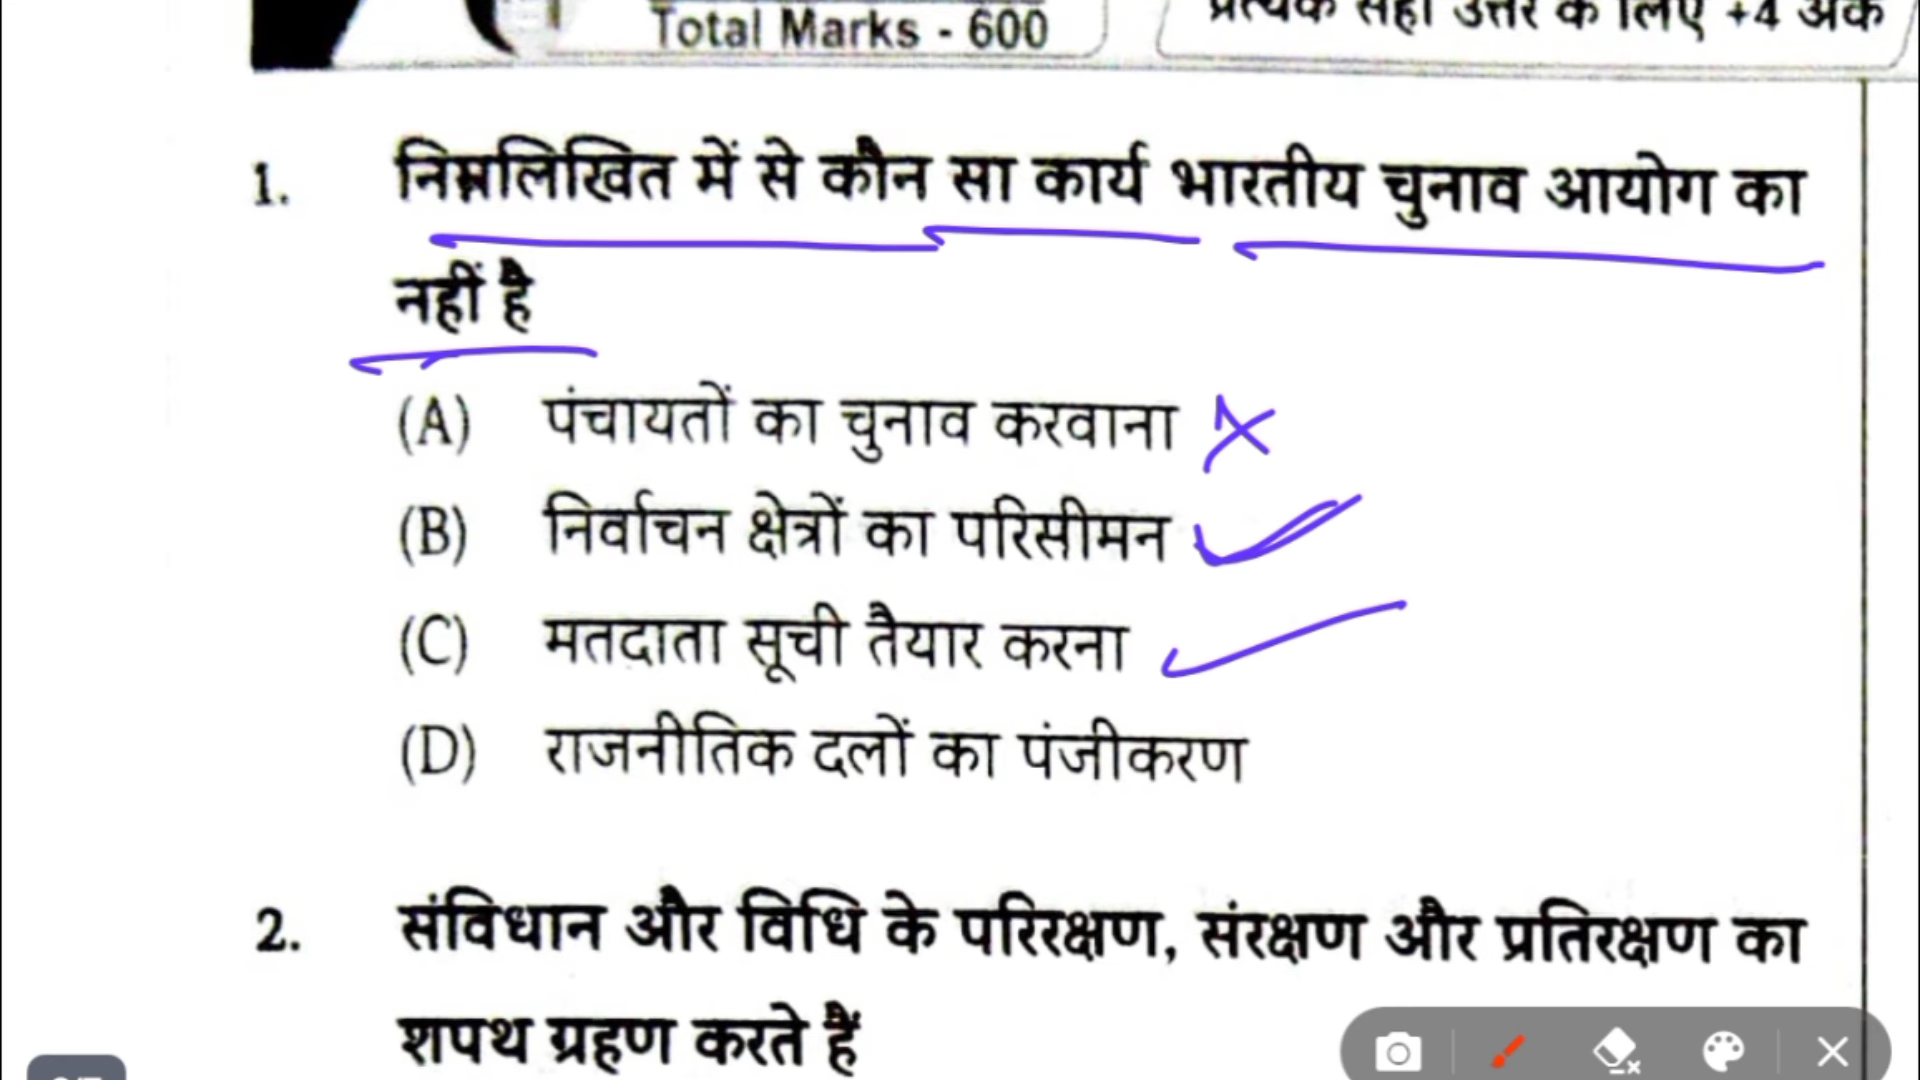 Total Marks - 600
प्रत्येक सही उत्तर के लिए +4 अंक
1. निम्नलिखित में से कौन सा कार्य भारतीय चुनाव आयोग का
नहीं है
(A) पंचायतों का चुनाव करवाना
(B) निर्वाचन क्षेत्रों का परिसीमन
(C) मतदाता सूची तैयार करना
(D) राजनीतिक दलों का पंजीकरण
2. संविधान और विधि के परिरक्षण, संरक्षण और प्रतिरक्षण का
शपथ ग्रहण करते हैं